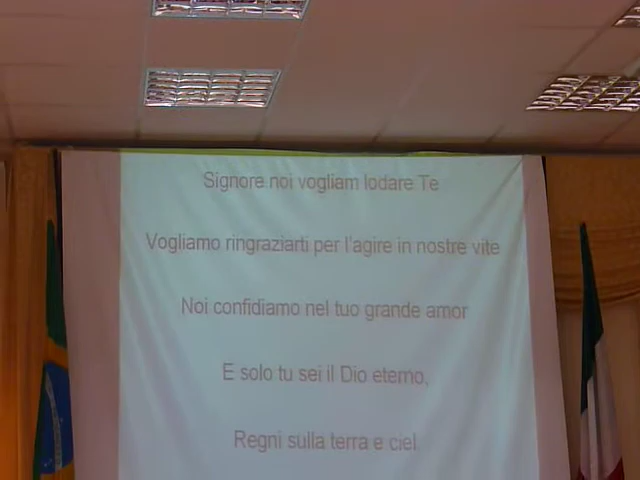 Signore noi vogliam lodare Te
Vogliamo ringraziarti per l'agire in nostre vite
Noi confidiamo nel tuo grande amor
E solo tu sei il Dio eterno,
Regni sulla terra e ciel